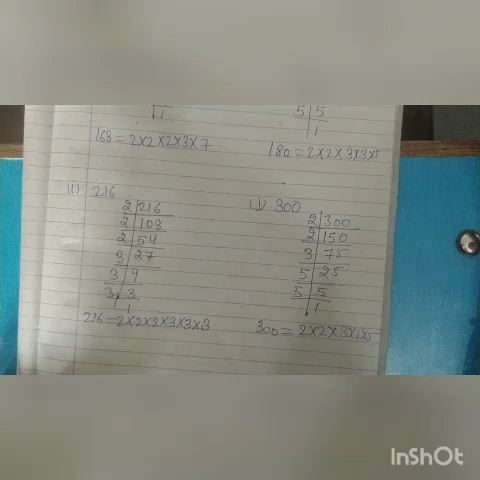 1
5 5
1
168 = 2×2×2×3×7
180 = 2×2×3×3×5
(i) 216
2 216
2 108
2 54
3 27
3 9
3 3
1
216 = 2×2×2×3×3×3
(j) 300
2 300
2 150
3 75
5 25
5 5
1
300 = 2×2×3×5×5
InShOt